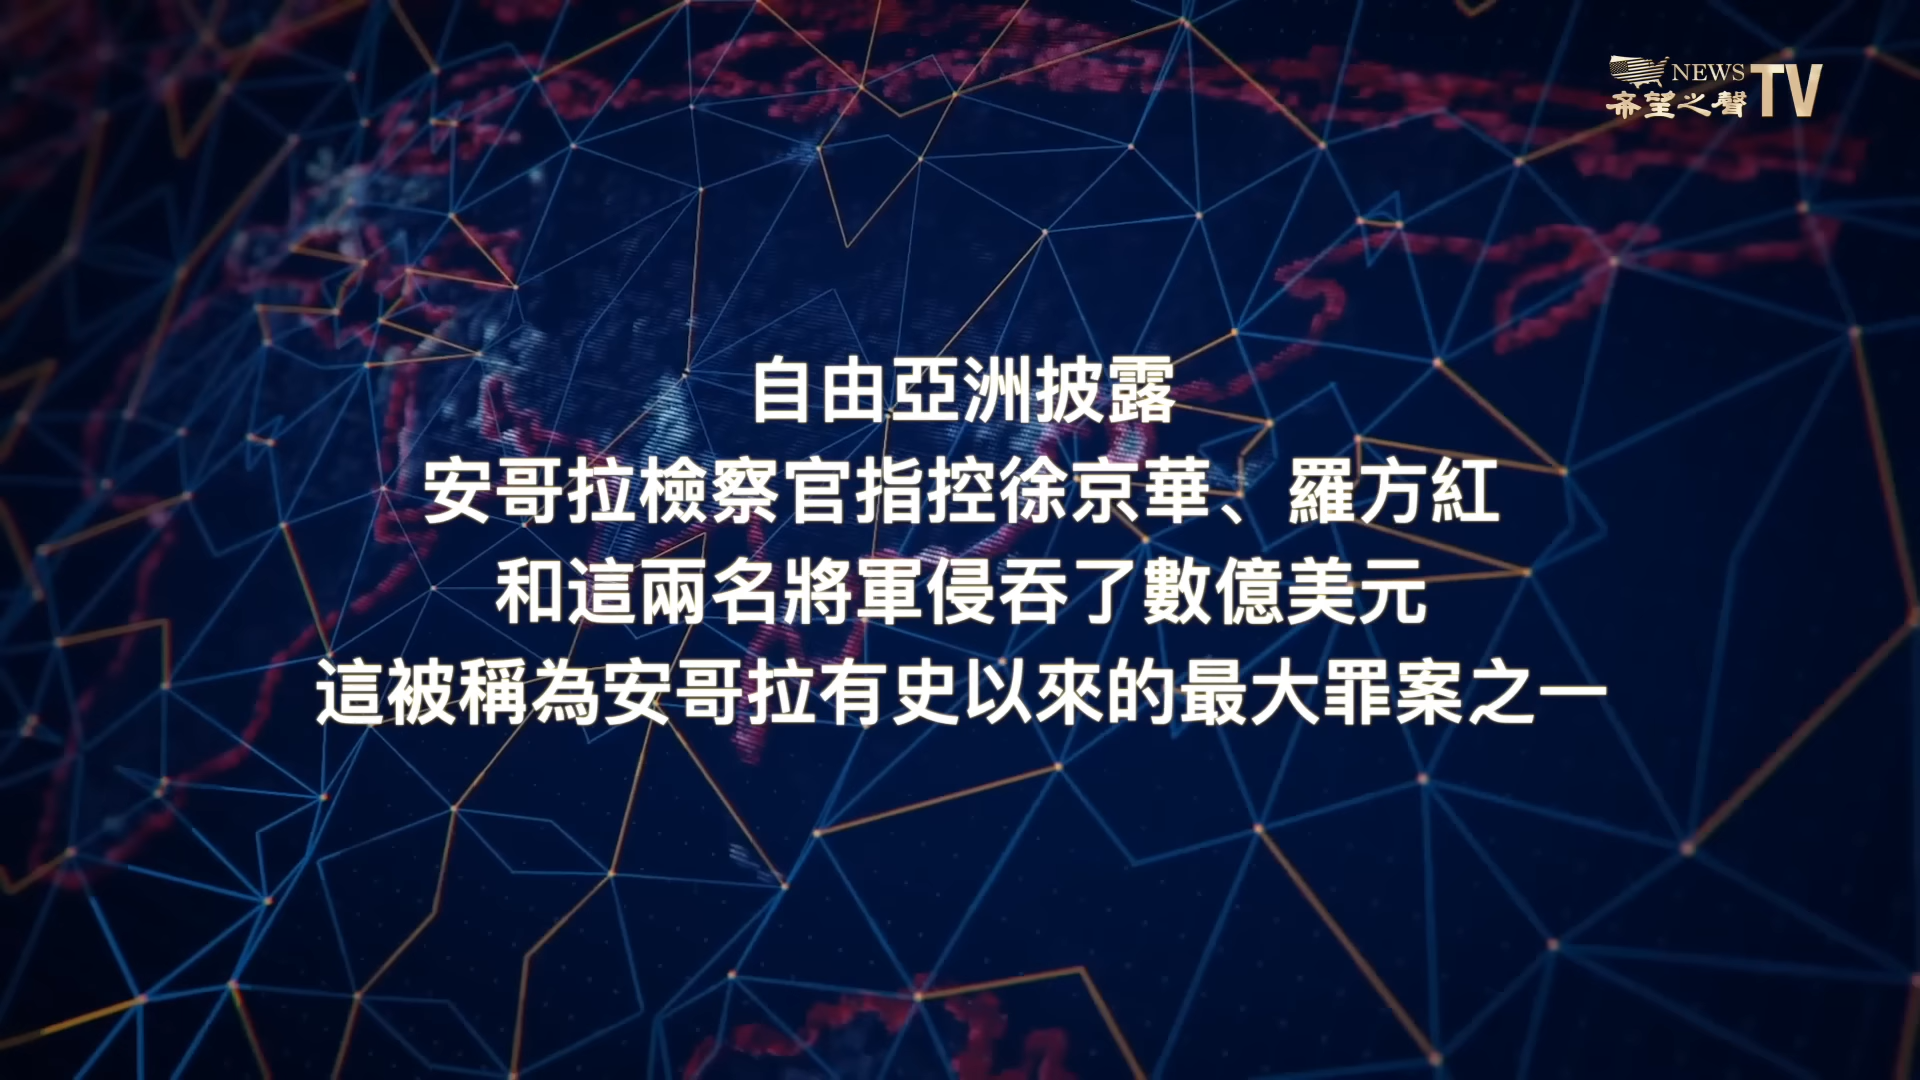 NEWS
希望之聲TV
自由亞洲披露
安哥拉檢察官指控徐京華、羅方紅
和這兩名將軍侵吞了數億美元
這被稱為安哥拉有史以來的最大罪案之一